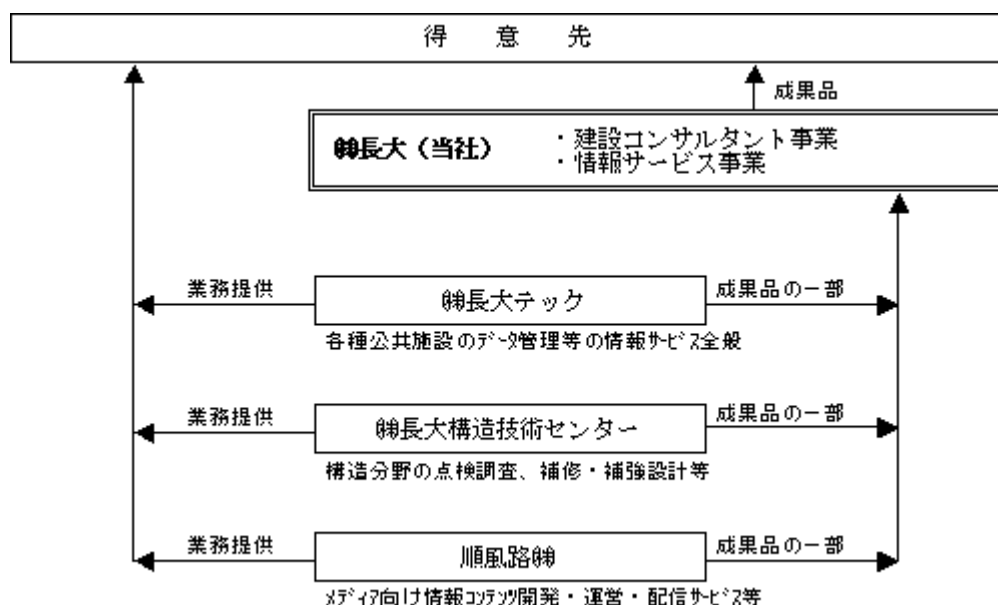 得意先
成果品
㈱長大（当社）
・建設コンサルタント事業
・情報サービス事業
業務提供
㈱長大テック
成果品の一部
各種公共施設のﾃﾞｰﾀ管理等の情報ｻｰﾋﾞｽ全般
業務提供
㈱長大構造技術センター
成果品の一部
構造分野の点検調査、補修・補強設計等
業務提供
順風路㈱
成果品の一部
ﾒﾃﾞｨｱ向け情報ｺﾝﾃﾝﾂ開発・運営・配信ｻｰﾋﾞｽ等